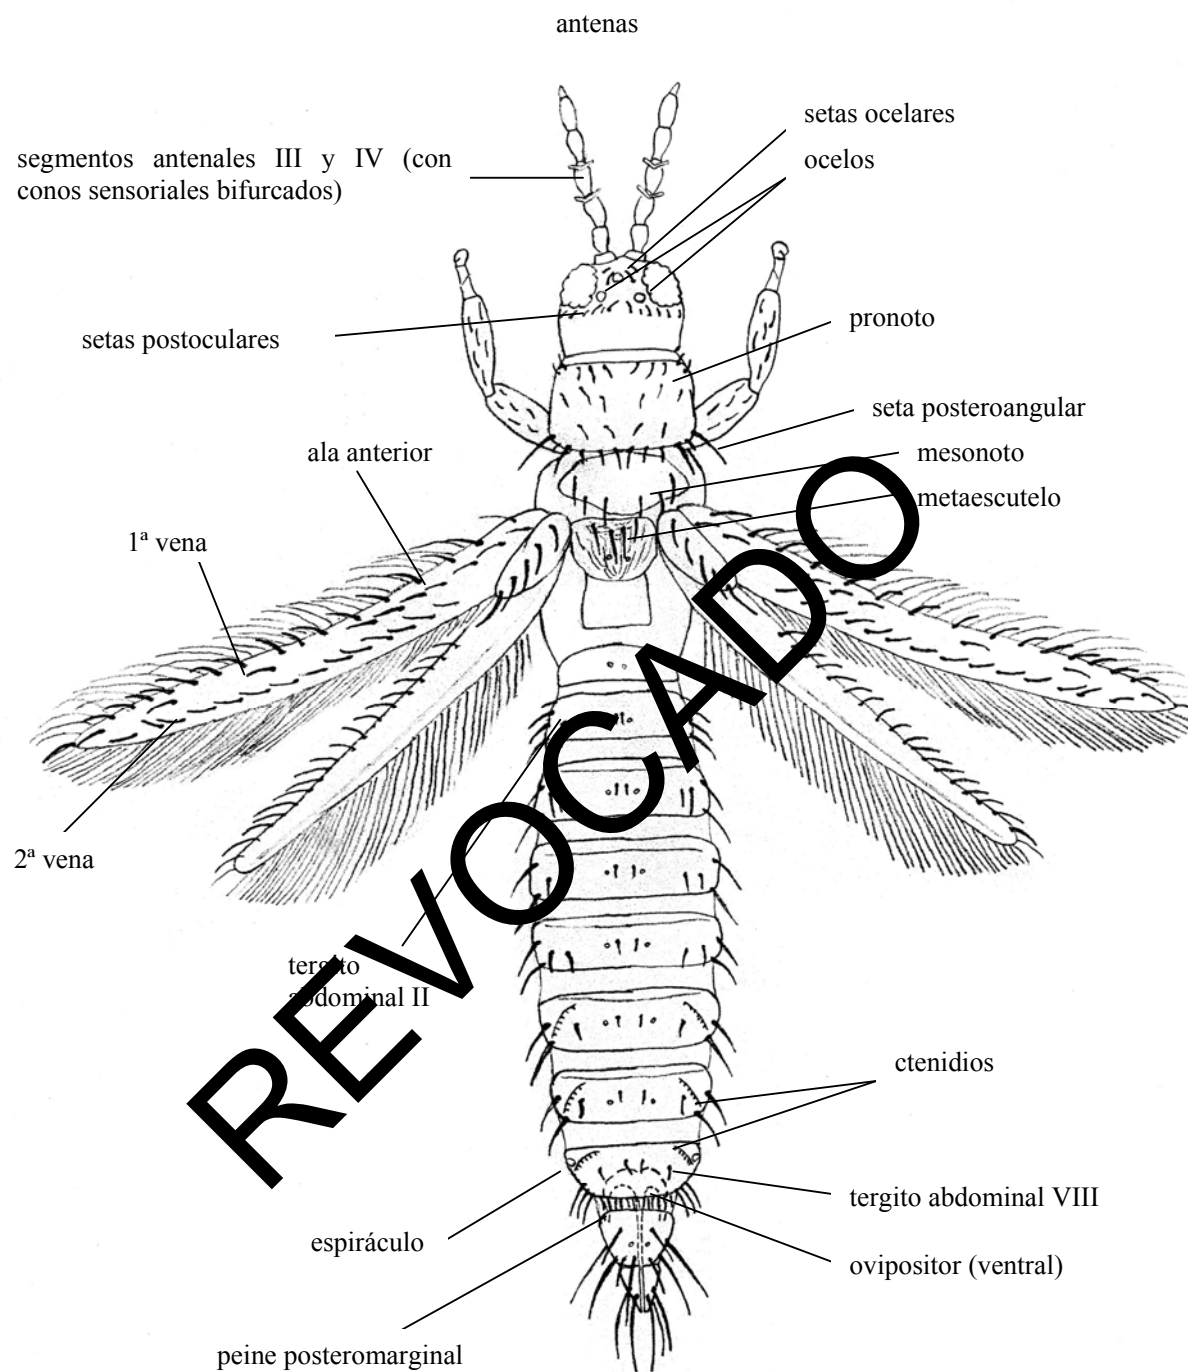 antenas
setas ocelares
ocelos
segmentos antenales III y IV (con
conos sensoriales bifurcados)
pronoto
setas postoculares
seta posteroangular
mesonoto
ala anterior
metaescutelo
1ª vena
2ª vena
tergito
abdominal II
REVOCADO
ctenidios
tergito abdominal VIII
espiráculo
ovipositor (ventral)
peine posteromarginal